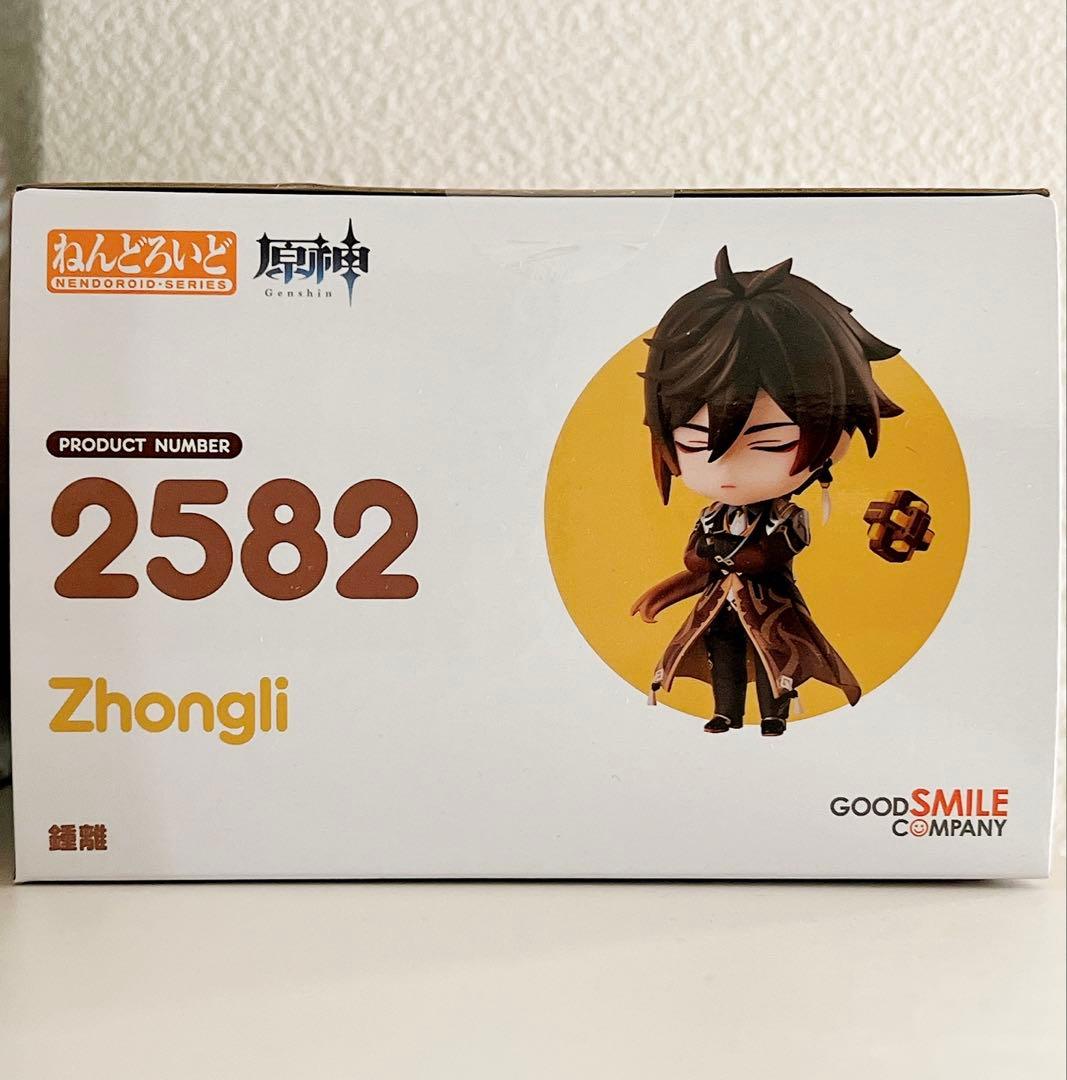 ねんどろいど
NENDOROID・SERIES
原神
Genshin
PRODUCT NUMBER
2582
Zhongli
鍾離
GOOD SMILE
COMPANY